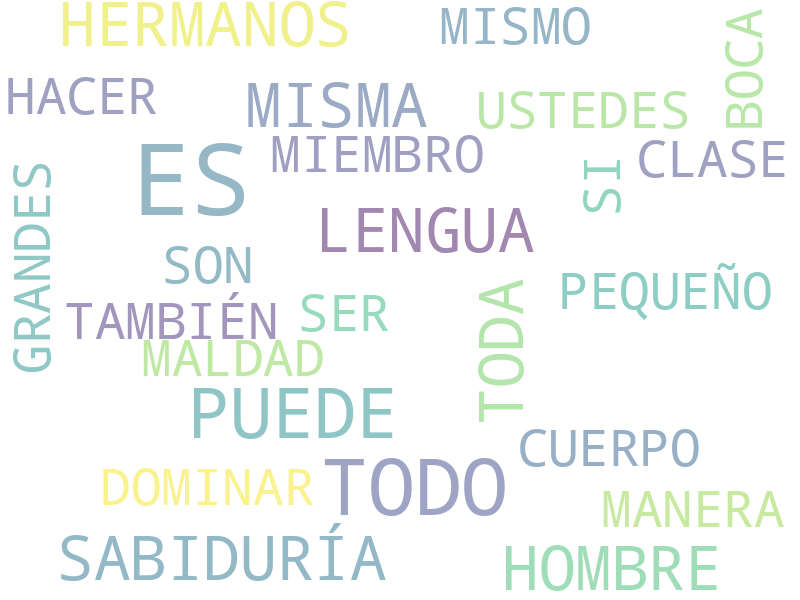 HERMANOS
MISMO
BOCA
HACER
MISMA
USTEDES
MIEMBRO
CLASE
ES
SI
GRANDES
LENGUA
SON
PEQUEÑO
TAMBIÉN
SER
TODA
MALDAD
PUEDE
CUERPO
DOMINAR
TODO
MANERA
SABIDURÍA
HOMBRE